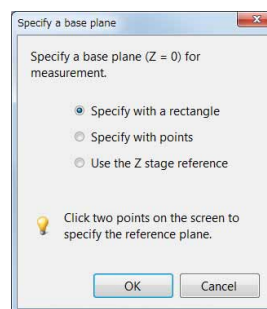 Specify a base plane
Specify a base plane (Z = 0) for
measurement.
Specify with a rectangle
Specify with points
Use the Z stage reference
Click two points on the screen to
specify the reference plane.
OK Cancel